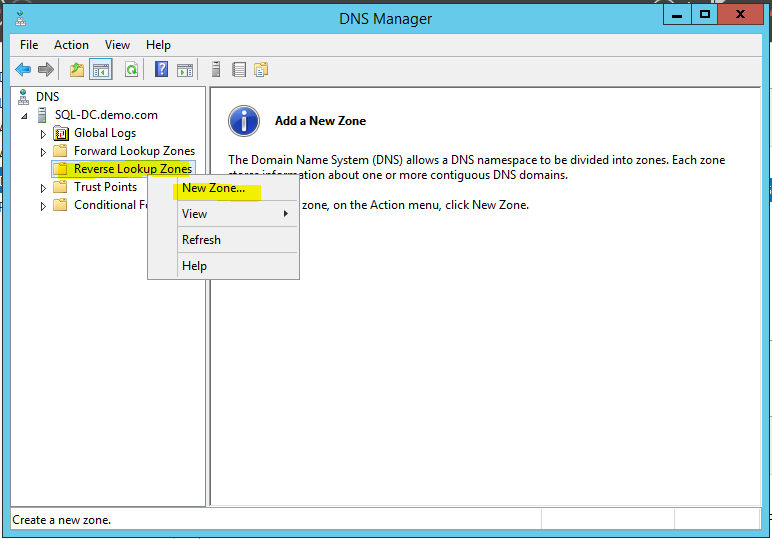 DNS Manager
File Action View Help
DNS
SQL-DC.demo.com
Global Logs
Forward Lookup Zones
Reverse Lookup Zones
Trust Points
Conditional Fo
New Zone...
View
Refresh
Help
Add a New Zone
The Domain Name System (DNS) allows a DNS namespace to be divided into zones. Each zone
stores information about one or more contiguous DNS domains.
zone, on the Action menu, click New Zone.
Create a new zone.